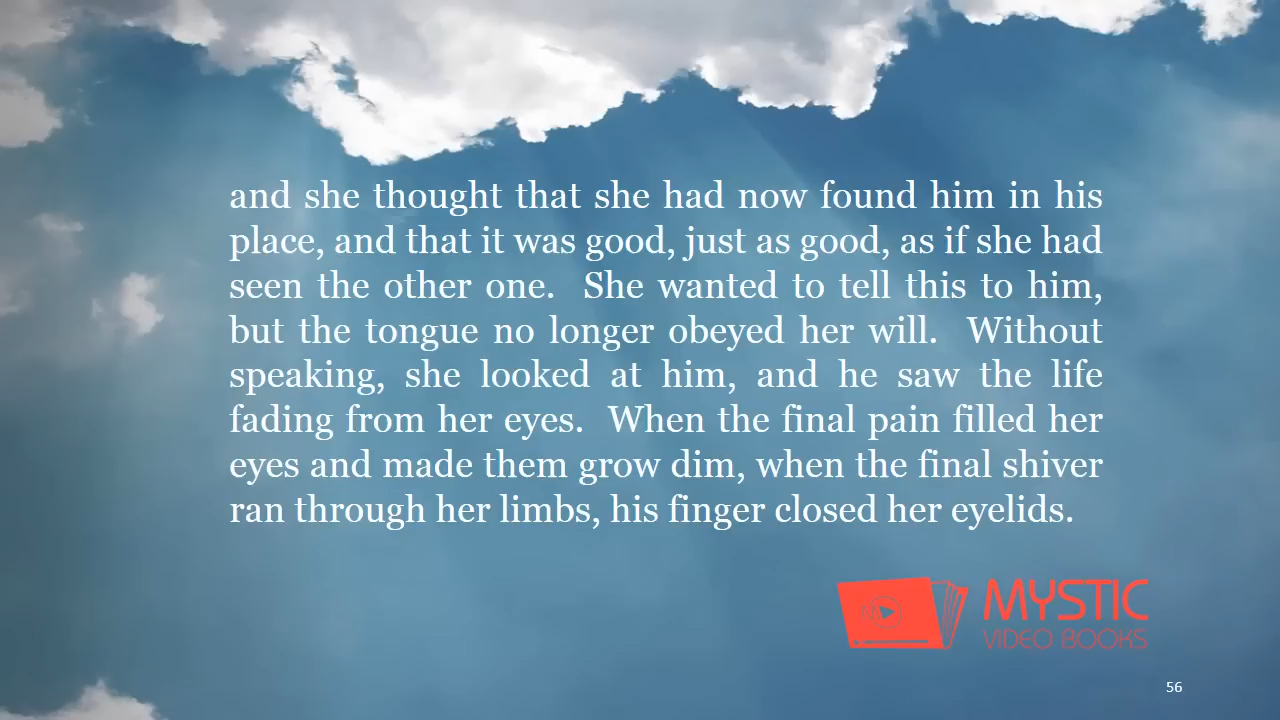 and she thought that she had now found him in his
place, and that it was good, just as good, as if she had
seen the other one.  She wanted to tell this to him,
but the tongue no longer obeyed her will.  Without
speaking, she looked at him, and he saw the life
fading from her eyes.  When the final pain filled her
eyes and made them grow dim, when the final shiver
ran through her limbs, his finger closed her eyelids.
MYSTIC
VIDEO BOOKS
56